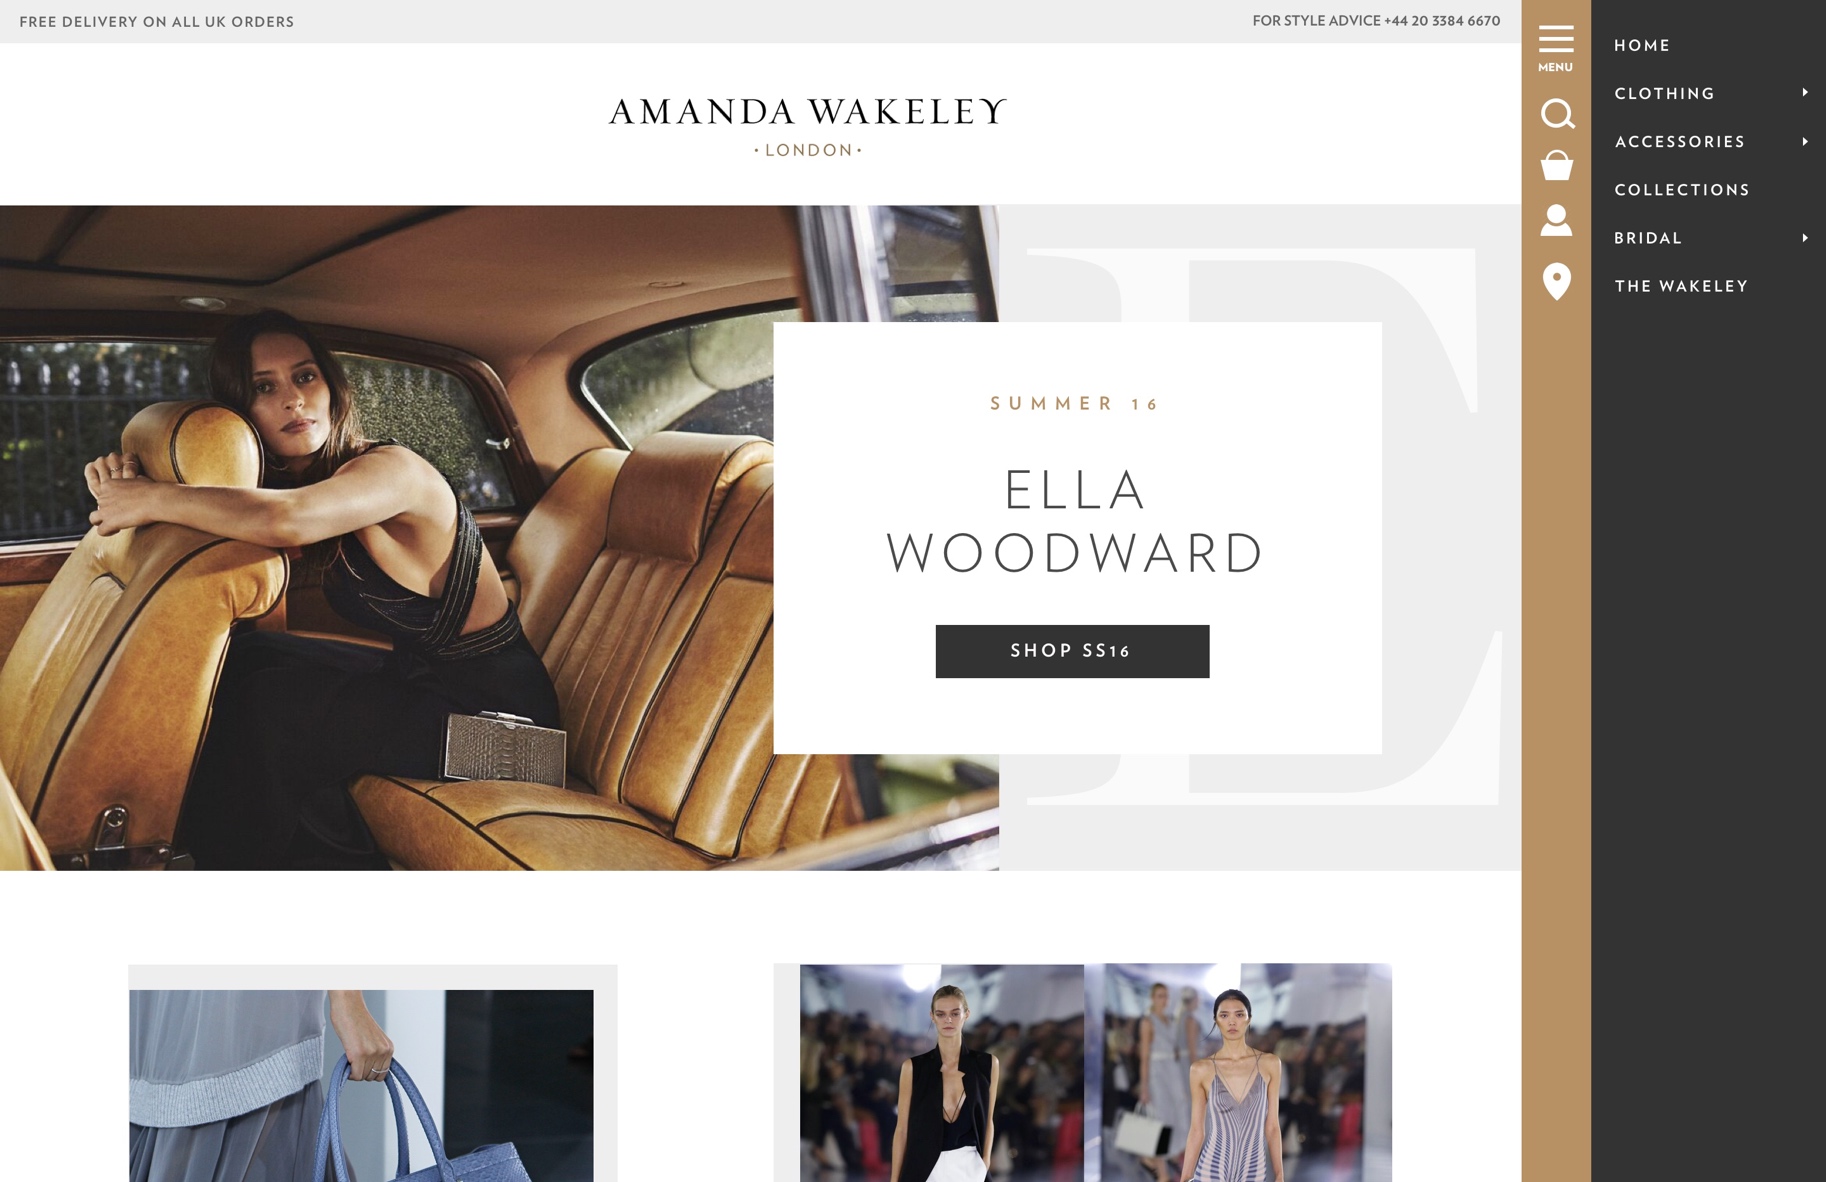 FREE DELIVERY ON ALL UK ORDERS
FOR STYLE ADVICE +44 20 3384 6670
AMANDA WAKELEY
• LONDON •
E
SUMMER 16
ELLA
WOODWARD
SHOP SS16
MENU
HOME
CLOTHING
ACCESSORIES
COLLECTIONS
BRIDAL
THE WAKELEY